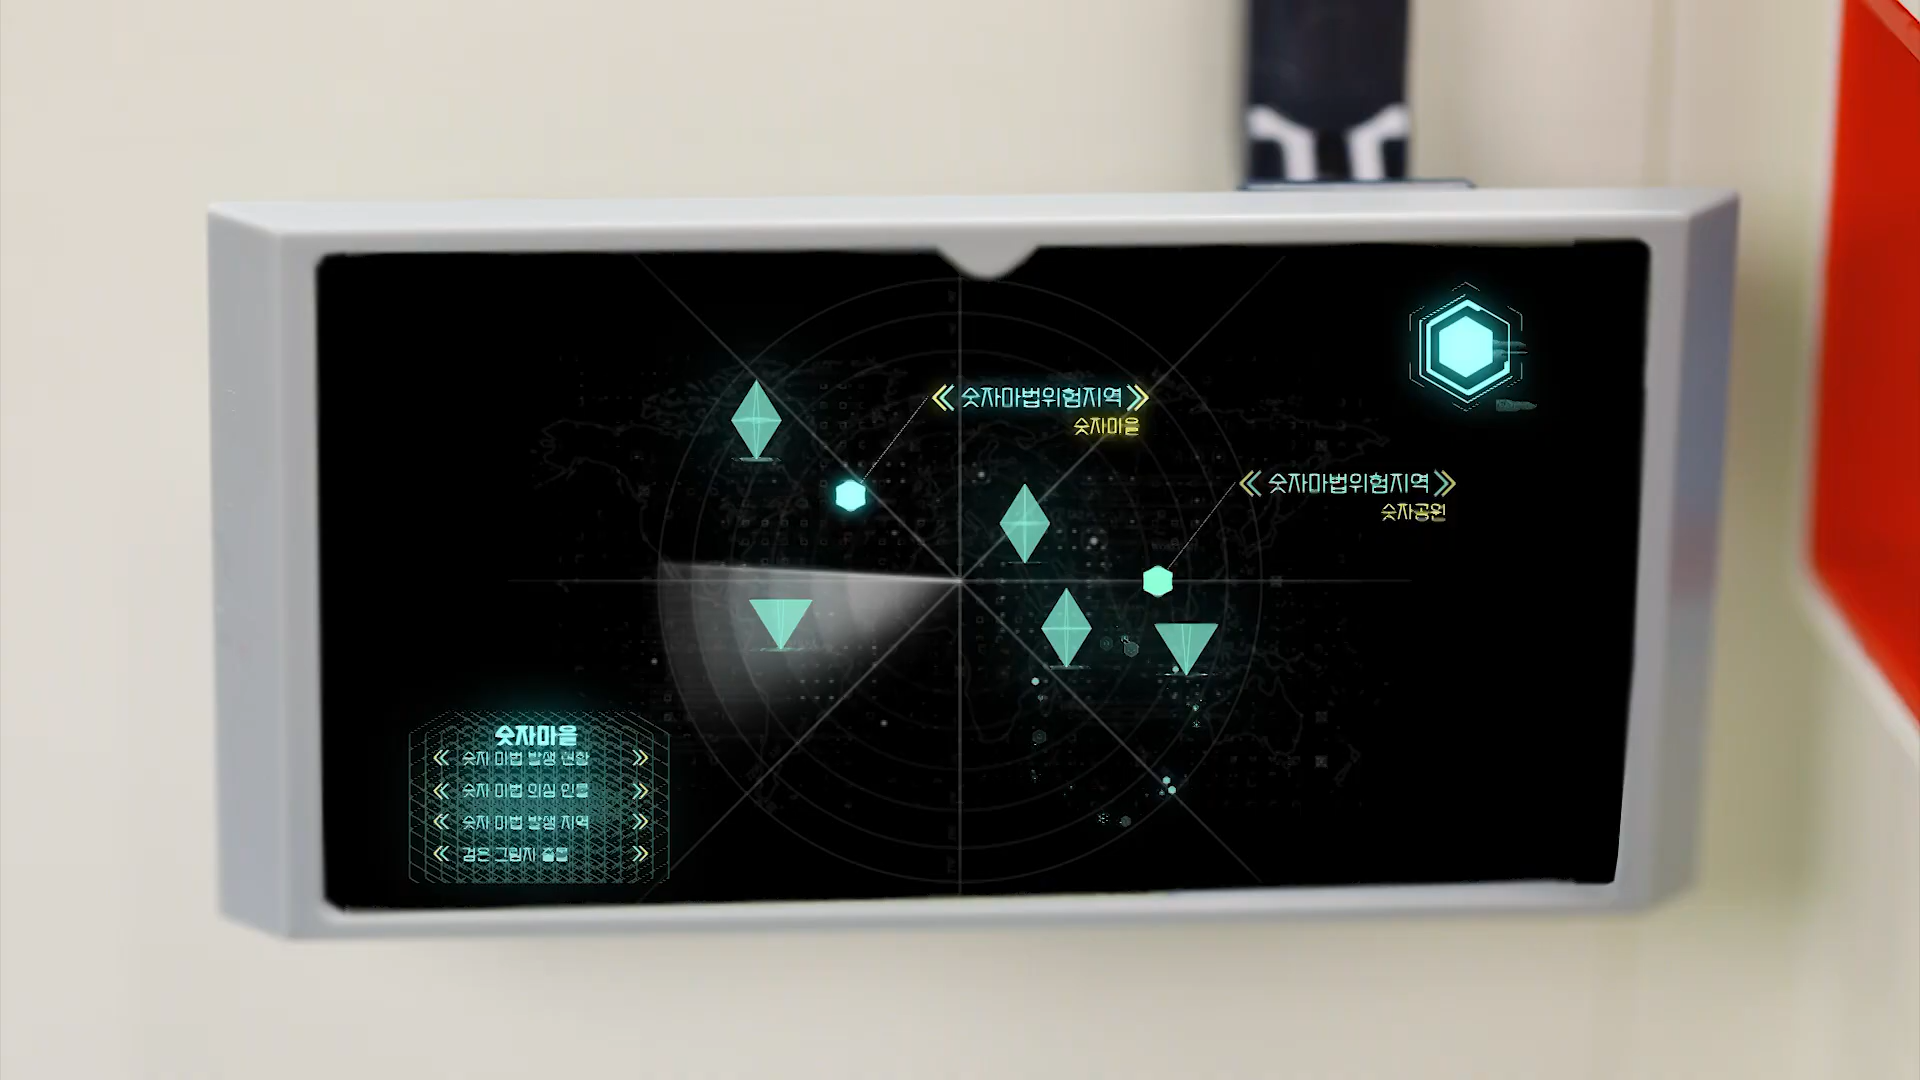 숫자마법위험지역
숫자마을
숫자마법위험지역
숫자공원
숫자마을
숫자 마법 발생 현황
숫자 마법 의심 인물
숫자 마법 발생 지역
검은 그림자 출몰